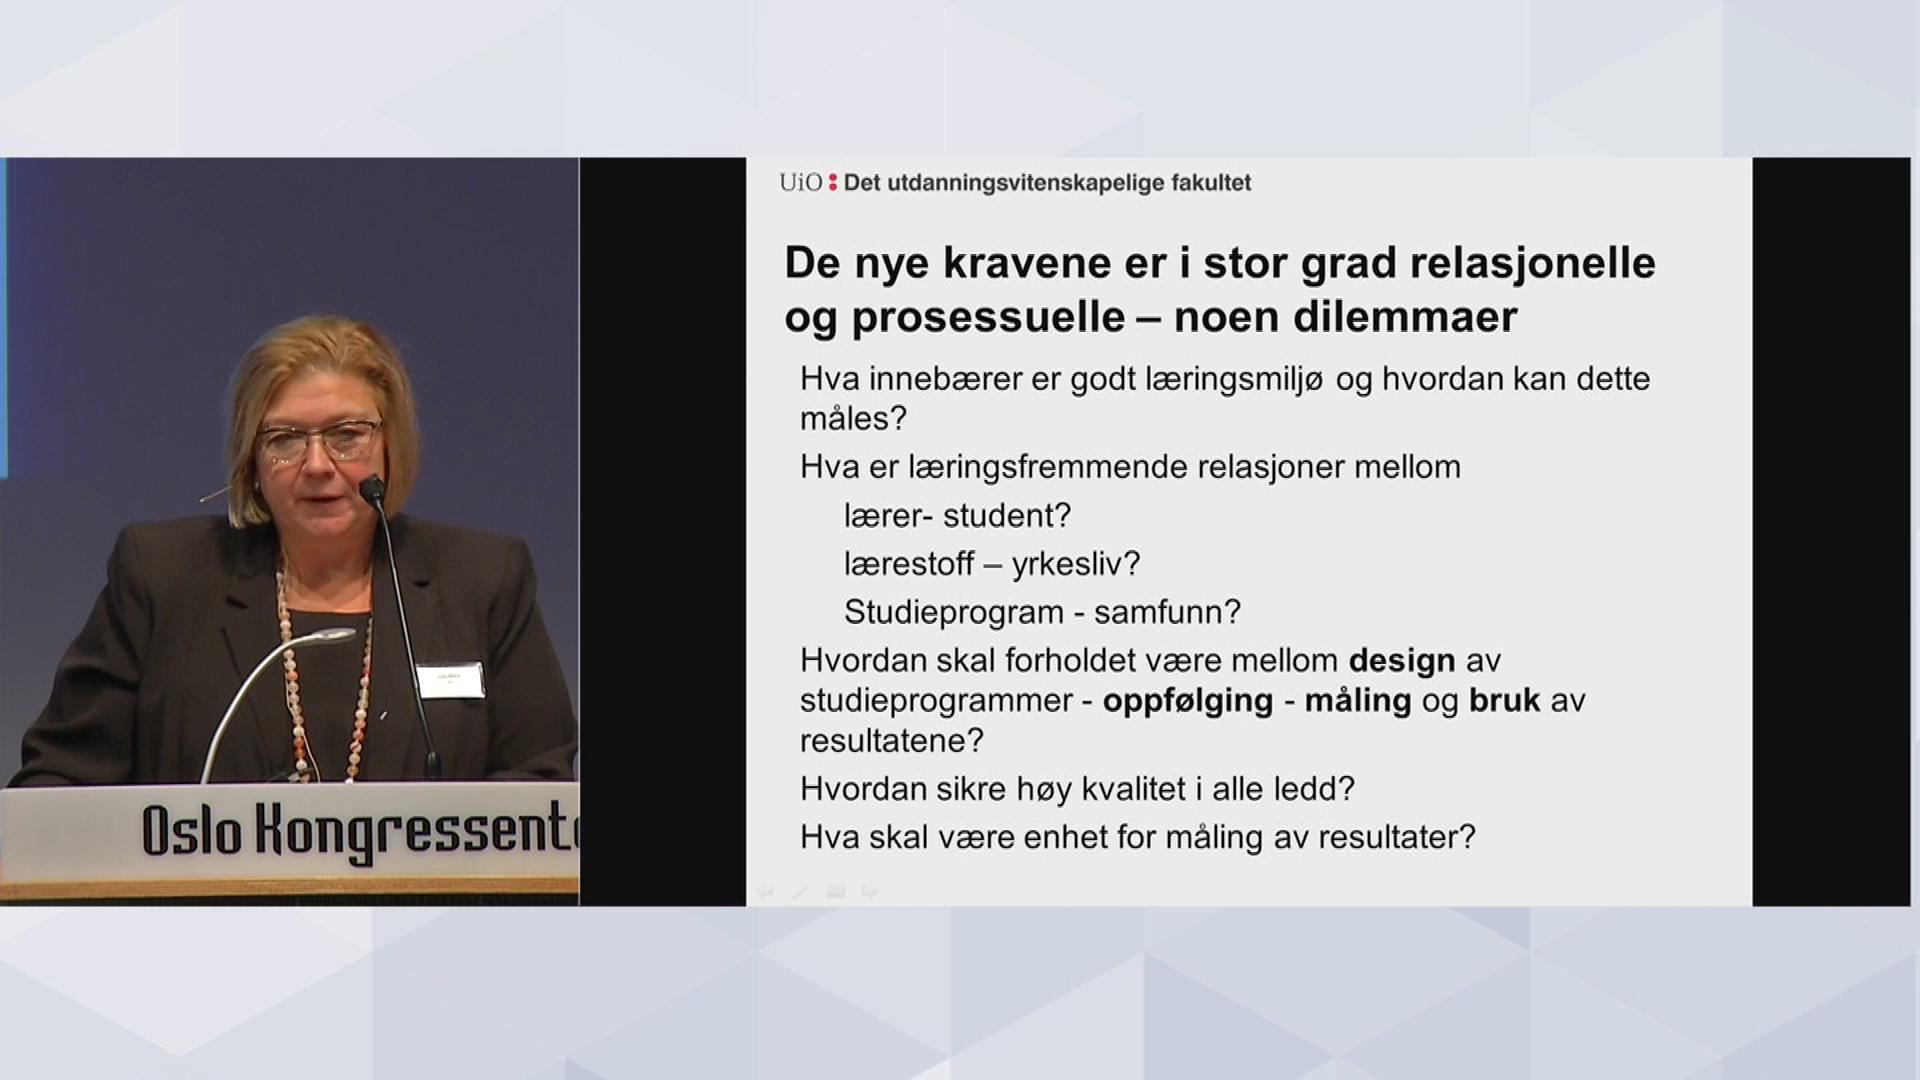 UiO : Det utdanningsvitenskapelige fakultet
De nye kravene er i stor grad relasjonelle
og prosessuelle – noen dilemmaer
Hva innebærer er godt læringsmiljø og hvordan kan dette
måles?
Hva er læringsfremmende relasjoner mellom
lærer- student?
lærestoff – yrkesliv?
Studieprogram - samfunn?
Hvordan skal forholdet være mellom design av
studieprogrammer - oppfølging - måling og bruk av
resultatene?
Hvordan sikre høy kvalitet i alle ledd?
Hva skal være enhet for måling av resultater?
Oslo Kongressent